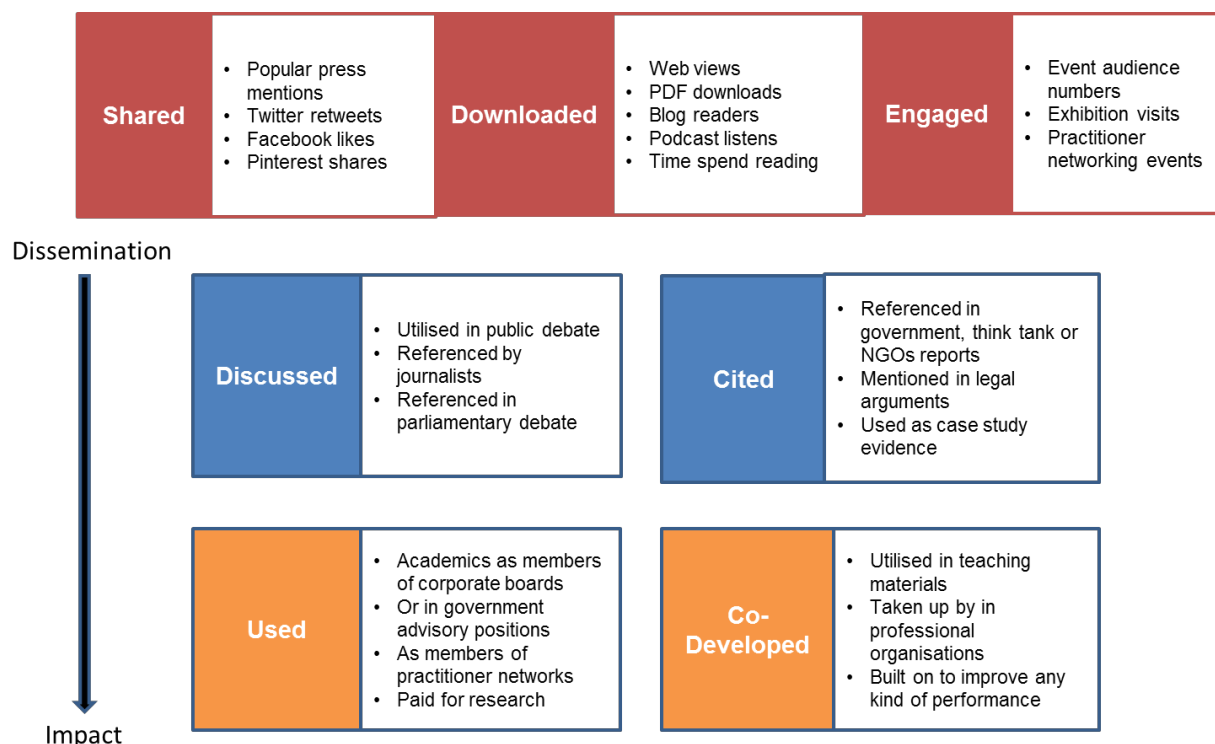 Shared
• Popular press
mentions
• Twitter retweets
• Facebook likes
• Pinterest shares
Downloaded
• Web views
• PDF downloads
• Blog readers
• Podcast listens
• Time spend reading
Engaged
• Event audience
numbers
• Exhibition visits
• Practitioner
networking events
Dissemination
Discussed
• Utilised in public debate
• Referenced by
journalists
• Referenced in
parliamentary debate
Cited
• Referenced in
government, think tank or
NGOs reports
• Mentioned in legal
arguments
• Used as case study
evidence
Used
• Academics as members
of corporate boards
• Or in government
advisory positions
• As members of
practitioner networks
• Paid for research
Co-
Developed
• Utilised in teaching
materials
• Taken up by in
professional
organisations
• Built on to improve any
kind of performance
Impact